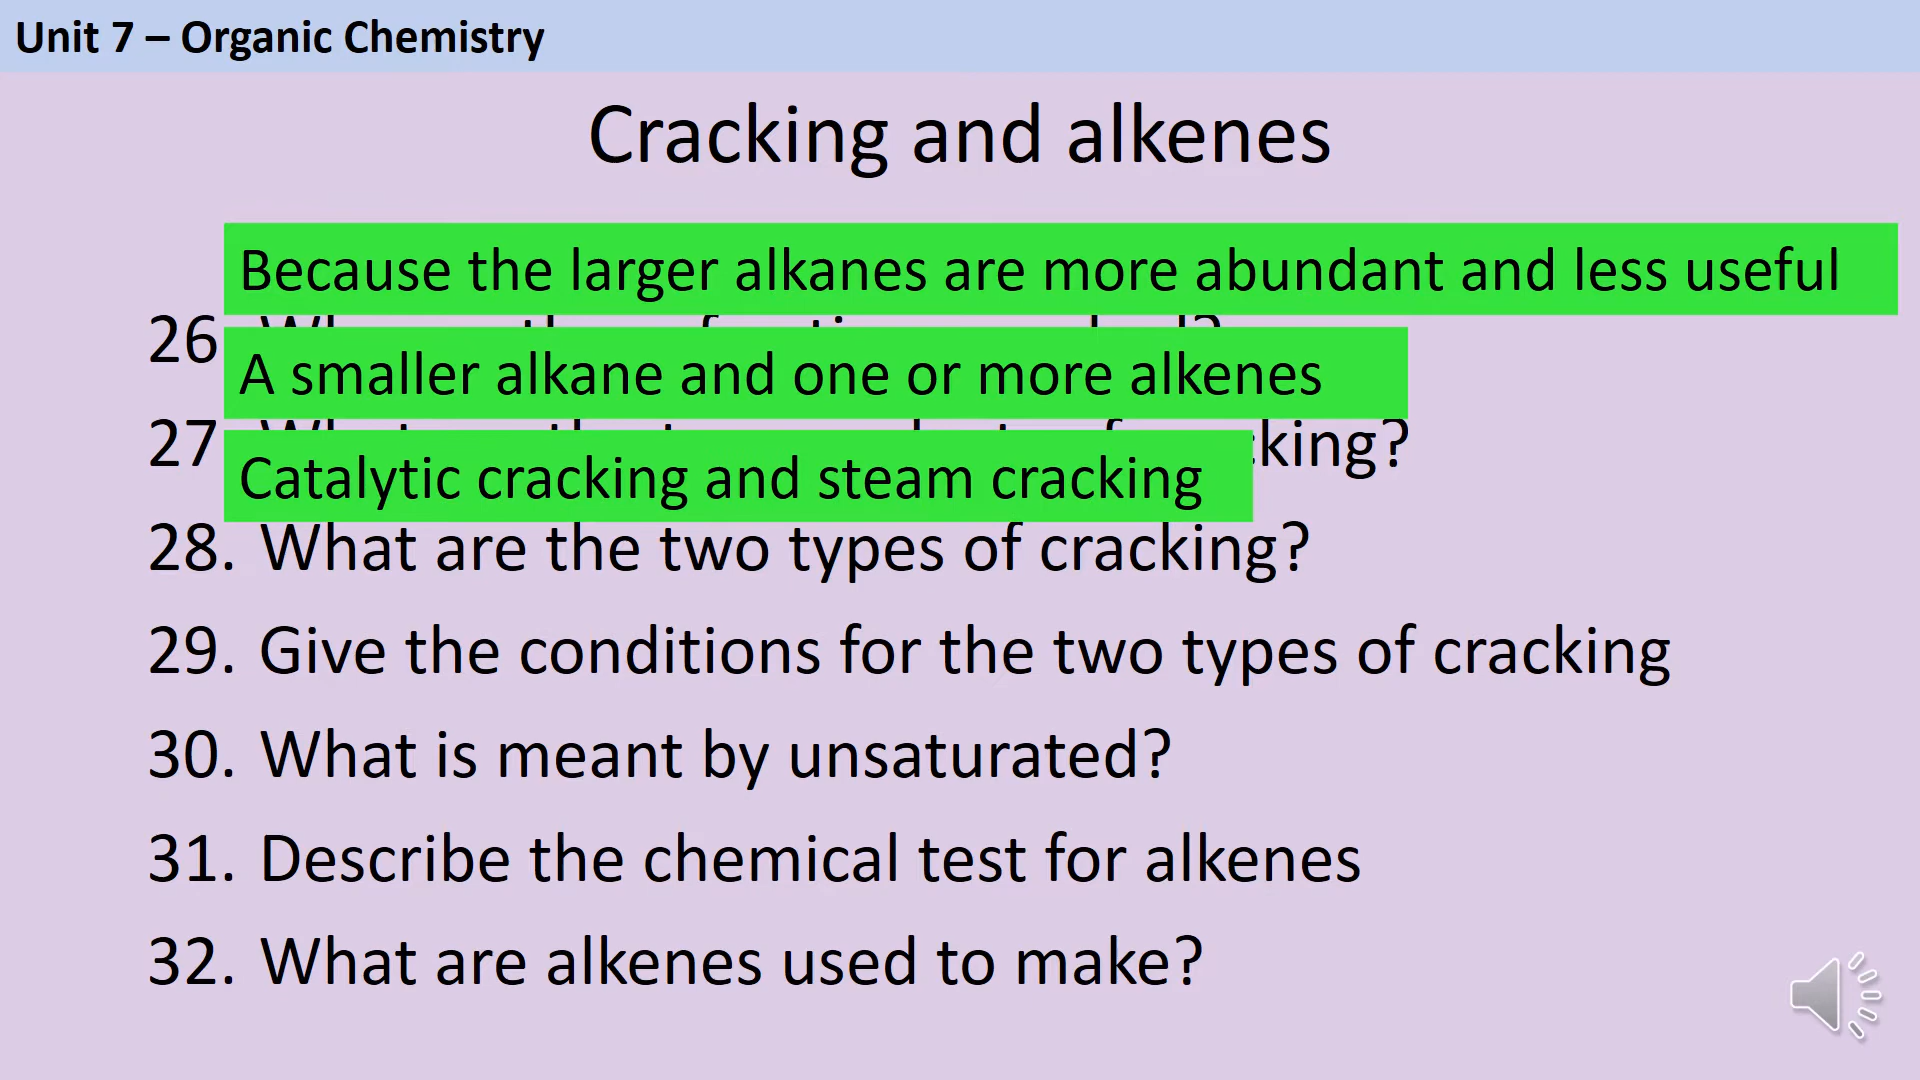 Unit 7 – Organic Chemistry
Cracking and alkenes
Because the larger alkanes are more abundant and less useful
26
A smaller alkane and one or more alkenes
27 cking?
Catalytic cracking and steam cracking
28. What are the two types of cracking?
29. Give the conditions for the two types of cracking
30. What is meant by unsaturated?
31. Describe the chemical test for alkenes
32. What are alkenes used to make?